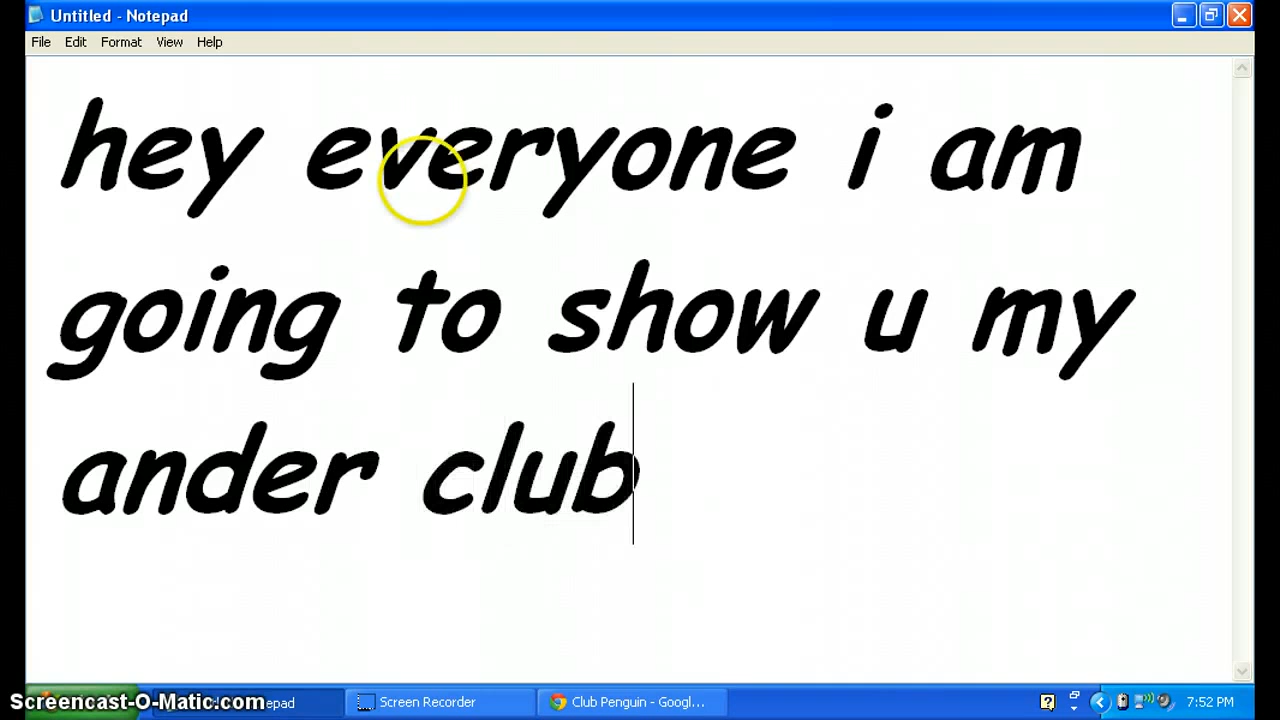 Untitled - Notepad
File Edit Format View Help
hey everyone i am
going to show u my
ander club
Screencast-O-Matic.com
epad
Screen Recorder
Club Penguin - Googl...
7:52 PM